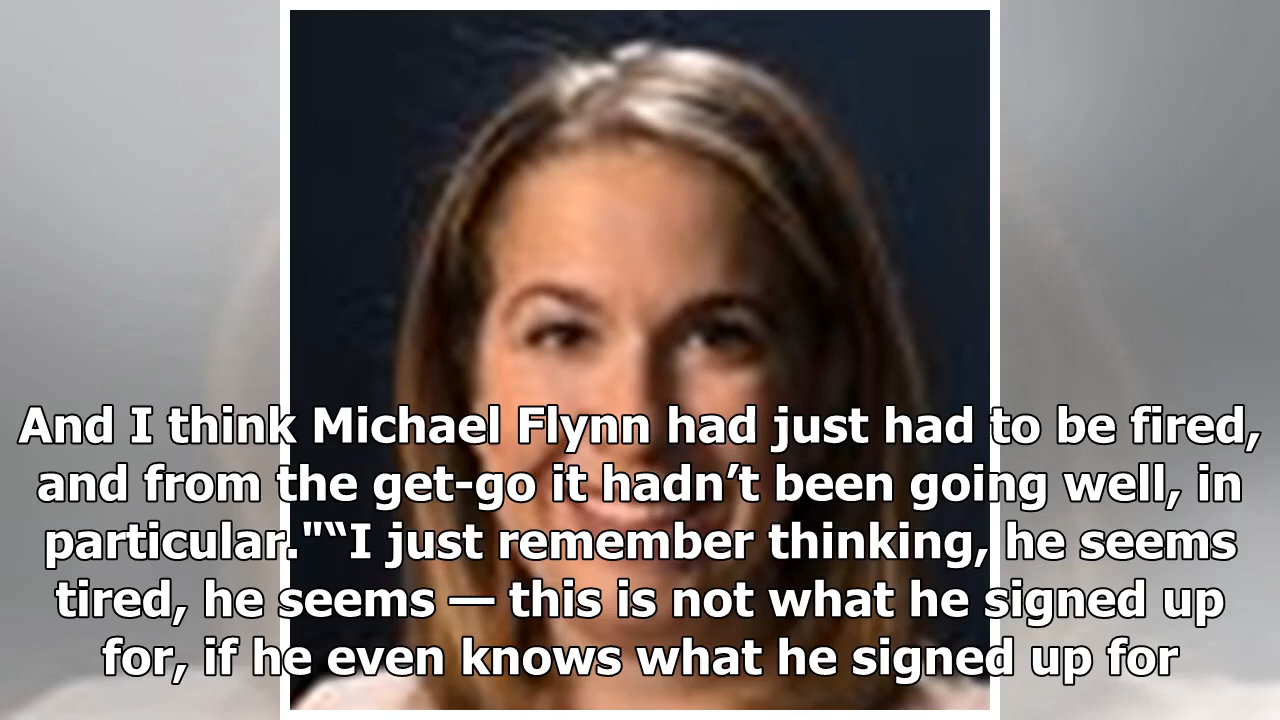 And I think Michael Flynn had just had to be fired,
and from the get-go it hadn’t been going well, in
particular."“I just remember thinking, he seems
tired, he seems — this is not what he signed up
for, if he even knows what he signed up for